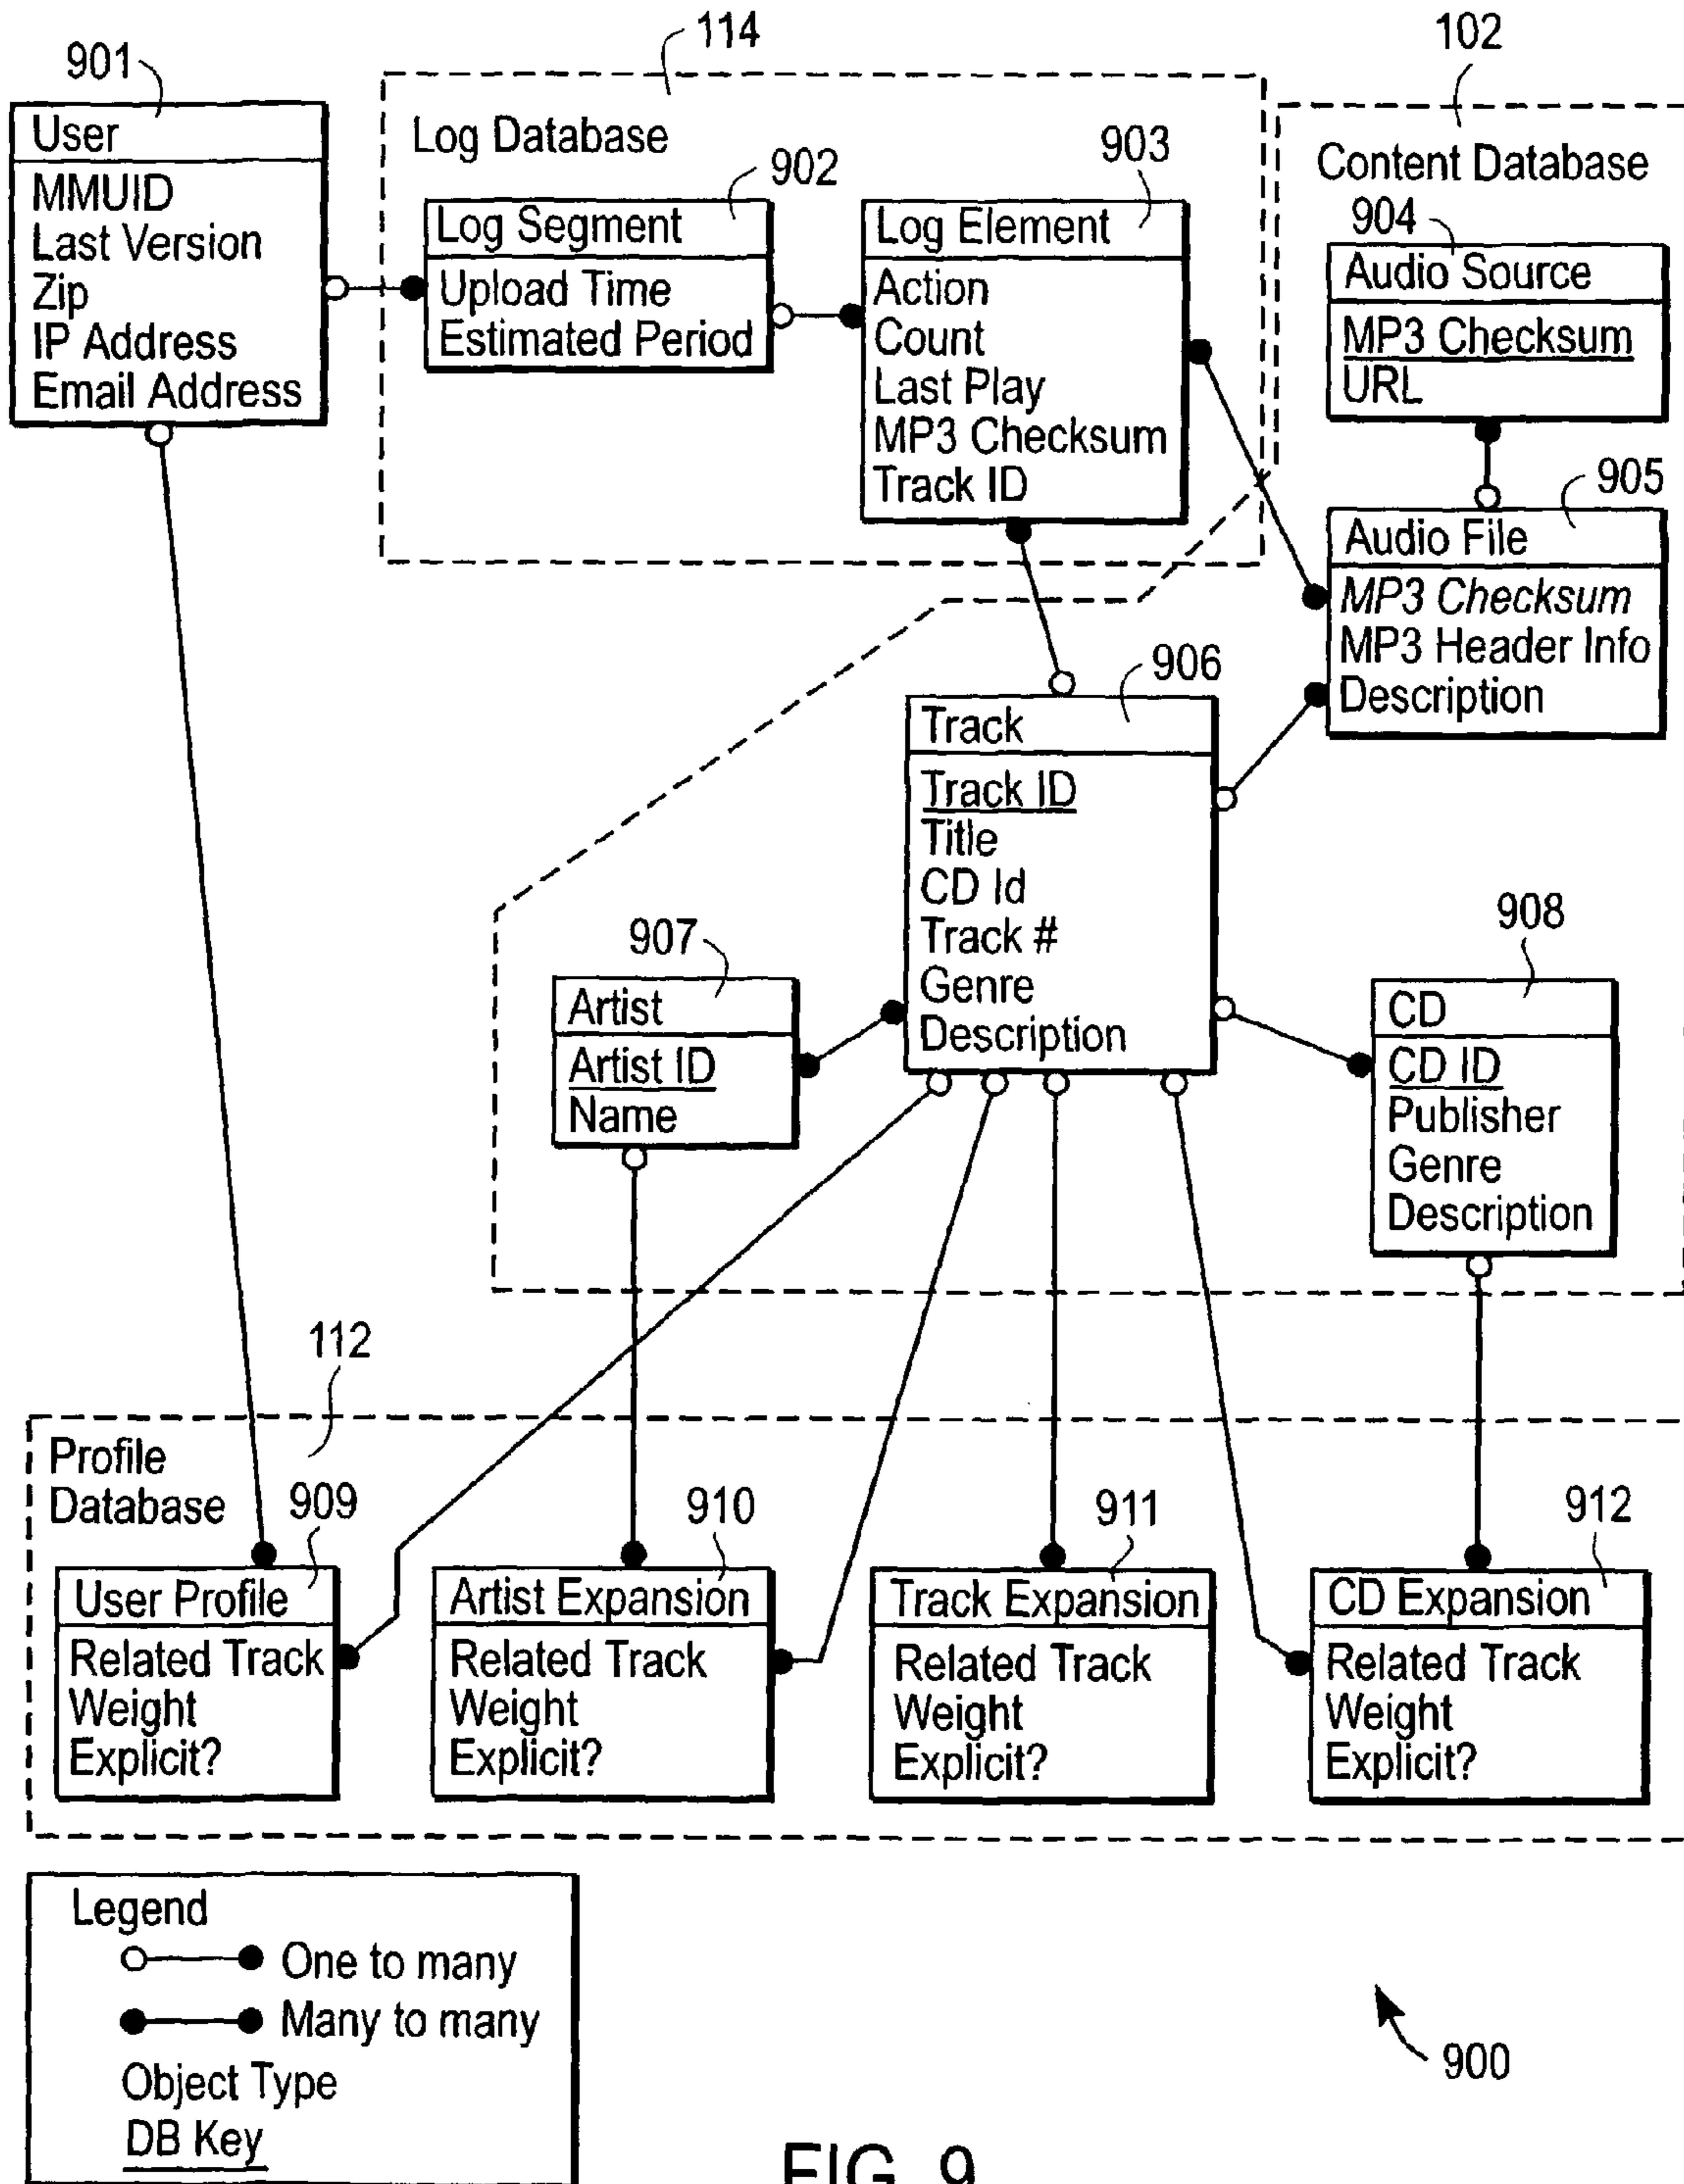 114
102
901
User
MMUID
Last Version
Zip
IP Address
Email Address
Log Database
902
Log Segment
Upload Time
Estimated Period
903
Log Element
Action
Count
Last Play
MP3 Checksum
Track ID
Content Database
904
Audio Source
MP3 Checksum
URL
905
Audio File
MP3 Checksum
MP3 Header Info
Description
906
Track
Track ID
Title
CD Id
Track #
Genre
Description
907
Artist
Artist ID
Name
908
CD
CD ID
Publisher
Genre
Description
112
Profile
Database
909
User Profile
Related Track
Weight
Explicit?
910
Artist Expansion
Related Track
Weight
Explicit?
911
Track Expansion
Related Track
Weight
Explicit?
912
CD Expansion
Related Track
Weight
Explicit?
Legend
One to many
Many to many
Object Type
DB Key
900
FIG. 9